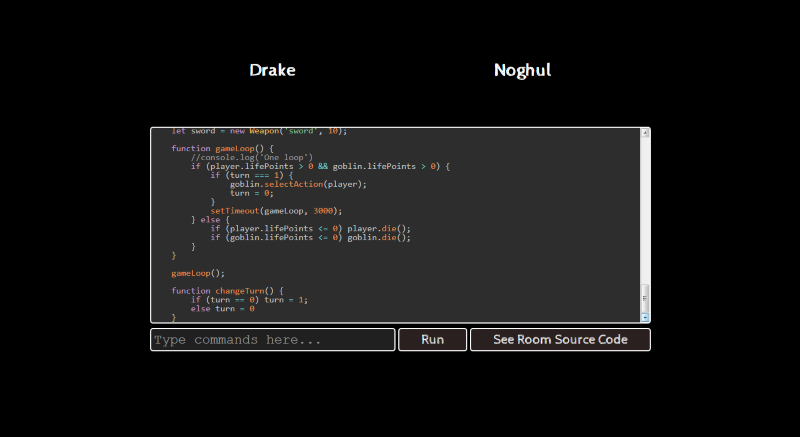 Drake
Noghul
let sword = new Weapon('sword', 10);
function gameLoop() {
//console.log('One loop')
if (player.lifePoints > 0 && goblin.lifePoints > 0) {
if (turn === 1) {
goblin.selectAction(player);
turn = 0;
}
setTimeout(gameLoop, 3000);
} else {
if (player.lifePoints <= 0) player.die();
if (goblin.lifePoints <= 0) goblin.die();
}
}
gameLoop();
function changeTurn() {
if (turn == 0) turn = 1;
else turn = 0
}
Type commands here...
Run
See Room Source Code